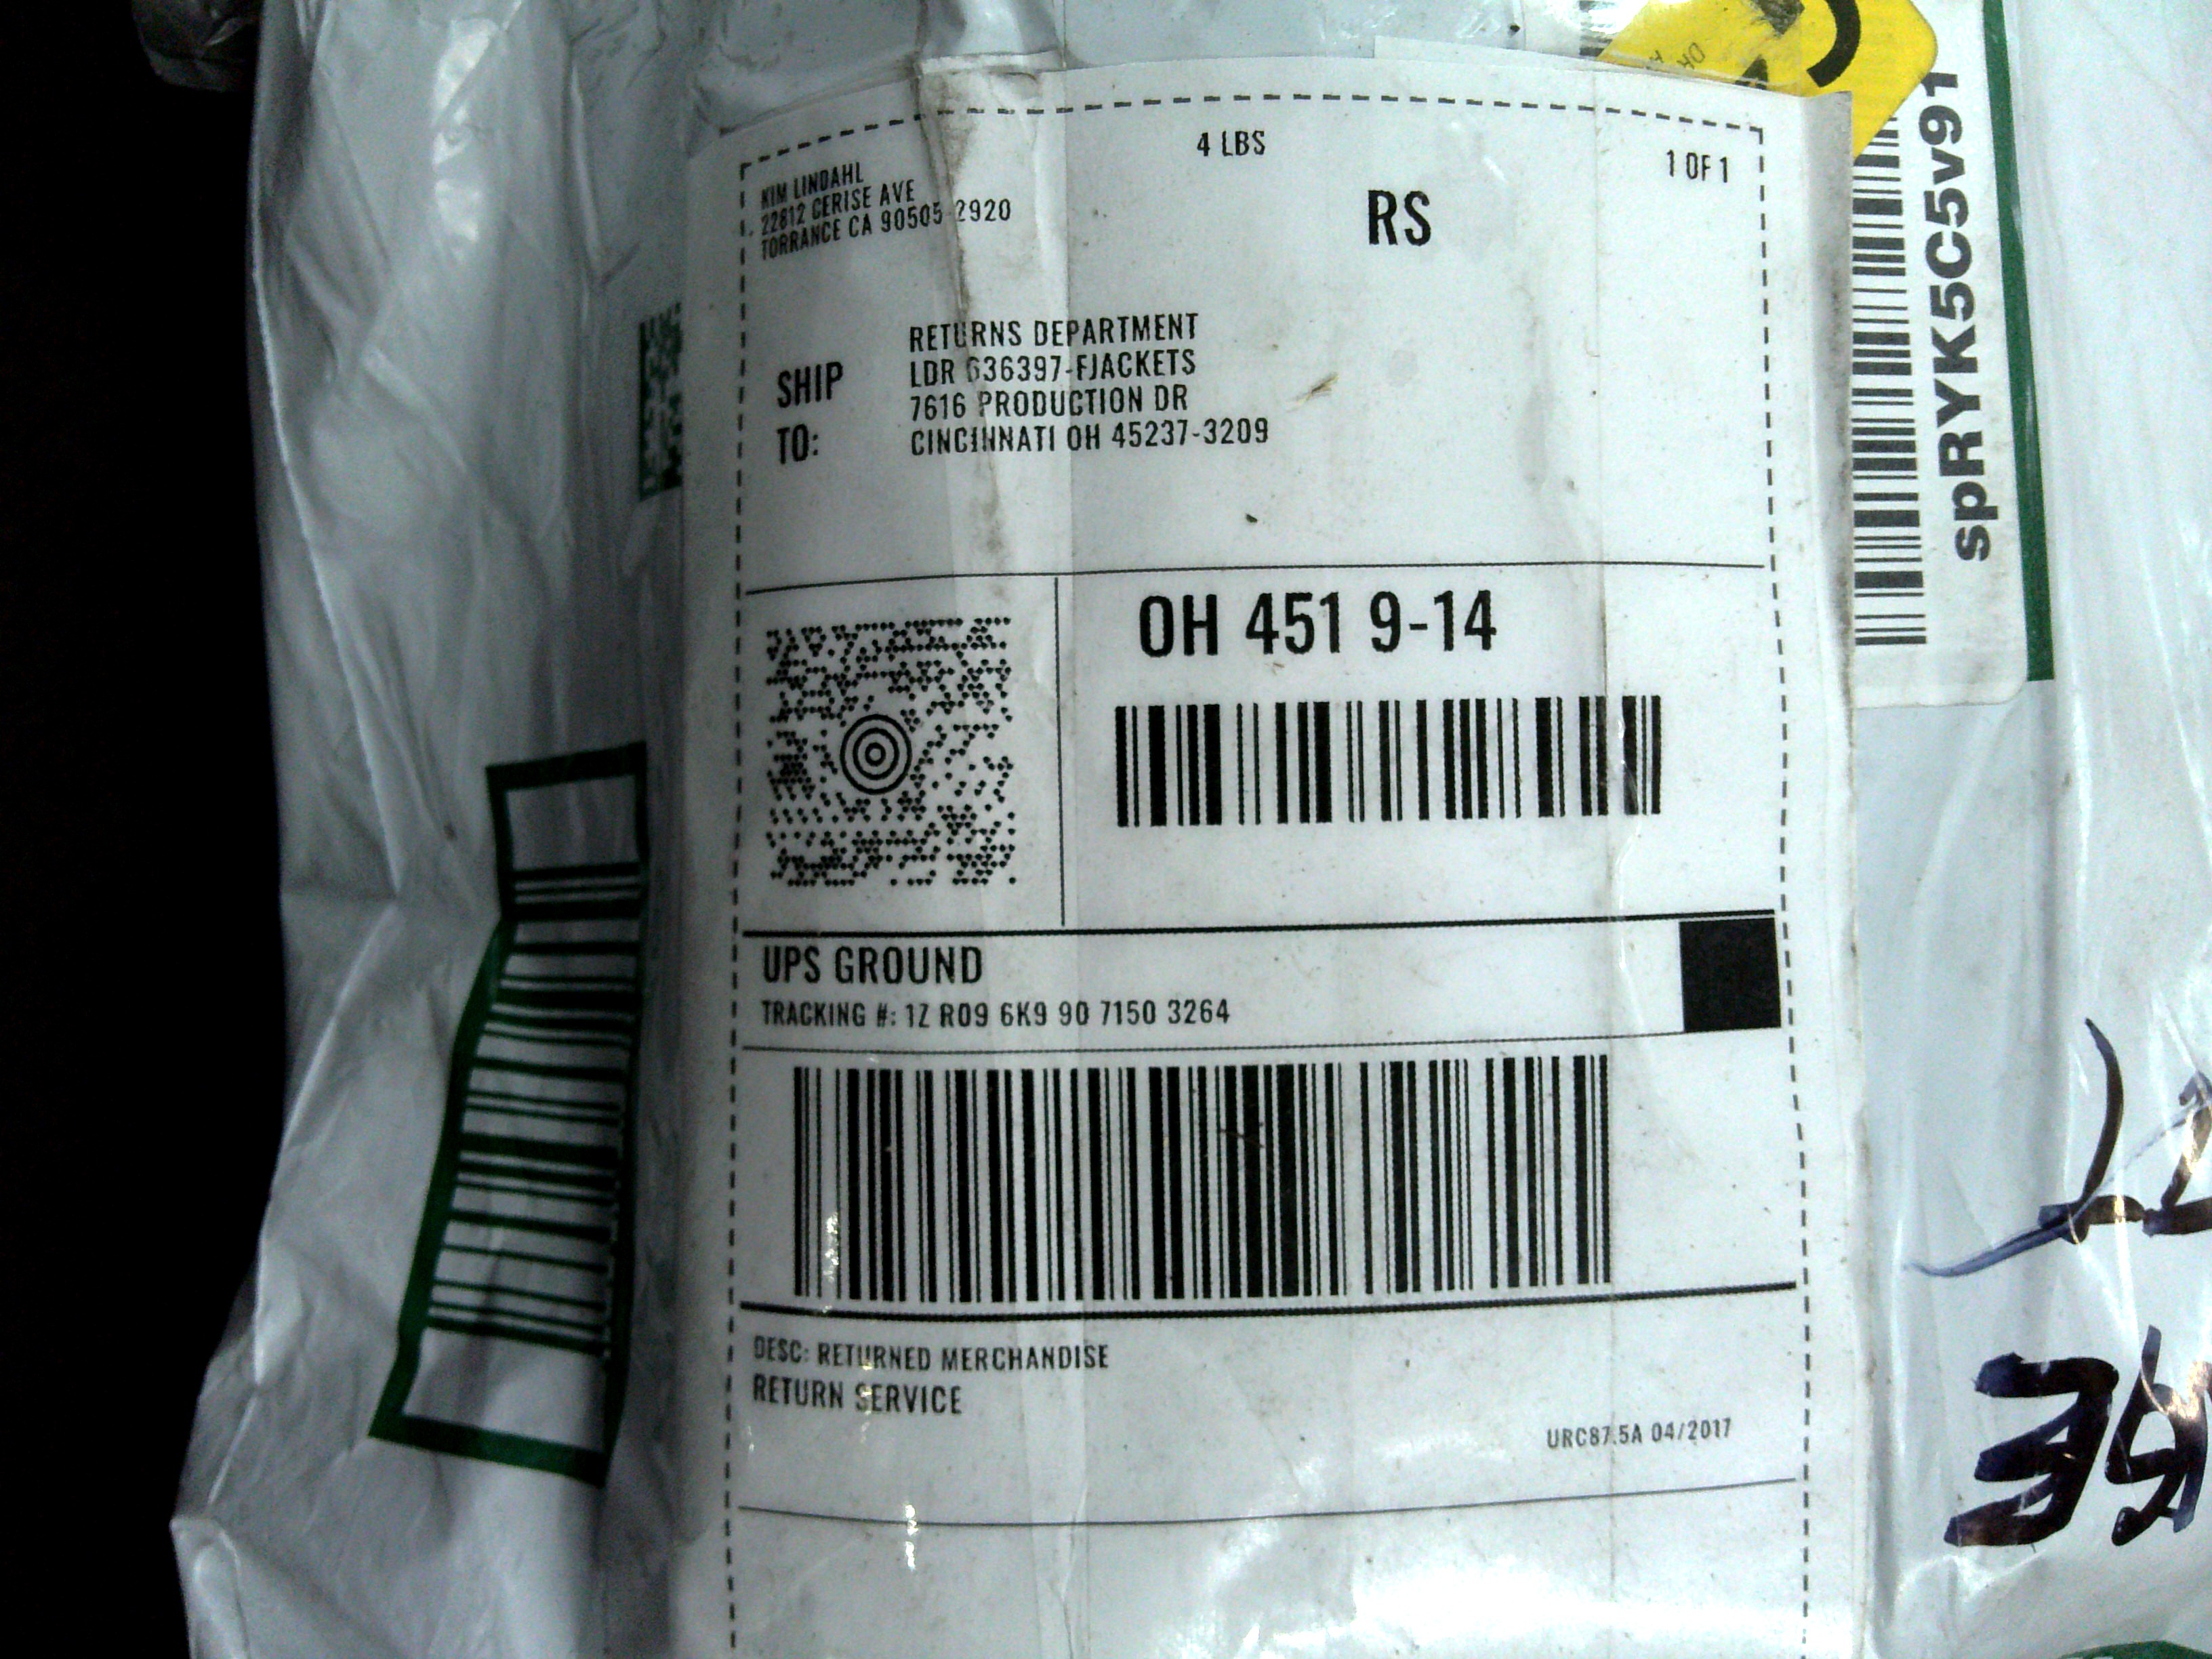 4 LBS
1 OF 1
KIM LINDAHL
22812 CERISE AVE
TORRANCE CA 90505-2920
RS
SHIP
TO:
RETURNS DEPARTMENT
LDR 636397-FJACKETS
7616 PRODUCTION DR
CINCINNATI OH 45237-3209
OH 451 9-14
UPS GROUND
TRACKING #: 1Z R09 6K9 90 7150 3264
DESC: RETURNED MERCHANDISE
RETURN SERVICE
URC87.5A 04/2017
spRYK5C5v91